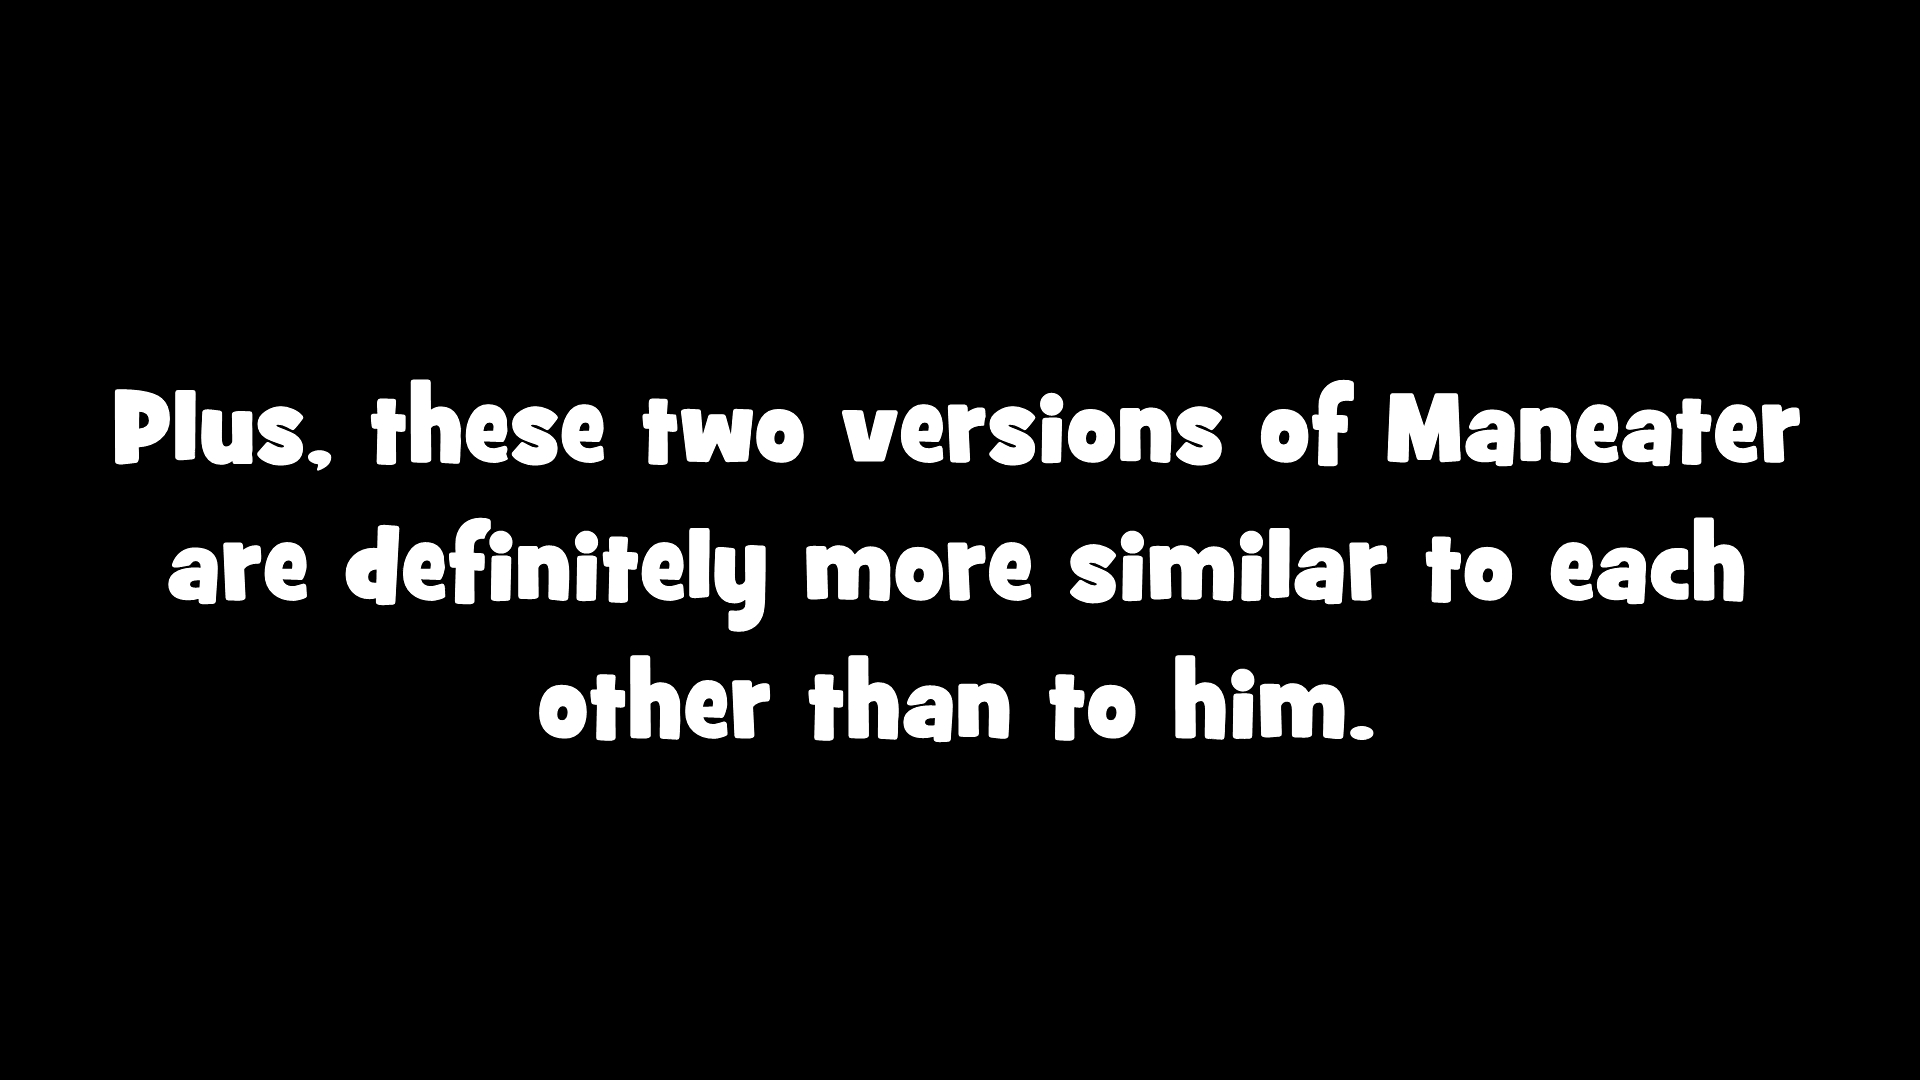 Plus, these two versions of Maneater
are definitely more similar to each
other than to him.